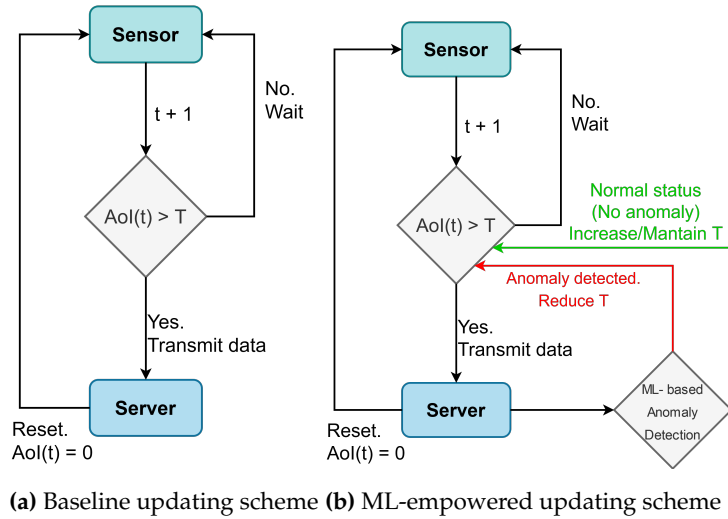 Sensor
No.
Wait
t + 1
AoI(t) > T
Yes.
Transmit data
Server
Reset.
AoI(t) = 0
Sensor
No.
Wait
t + 1
Normal status
(No anomaly)
Increase/Mantain T
AoI(t) > T
Anomaly detected.
Reduce T
Yes.
Transmit data
ML- based
Anomaly
Detection
Server
Reset.
AoI(t) = 0
(a) Baseline updating scheme (b) ML-empowered updating scheme